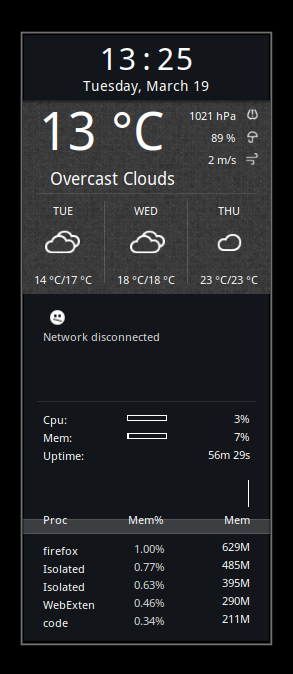 13:25
Tuesday, March 19
13 °C
1021 hPa
89 %
2 m/s
Overcast Clouds
TUE WED THU
14 °C/17 °C 18 °C/18 °C 23 °C/23 °C
Network disconnected
Cpu: 3%
Mem: 7%
Uptime: 56m 29s
Proc Mem% Mem
firefox 1.00% 629M
Isolated 0.77% 485M
Isolated 0.63% 395M
WebExten 0.46% 290M
code 0.34% 211M